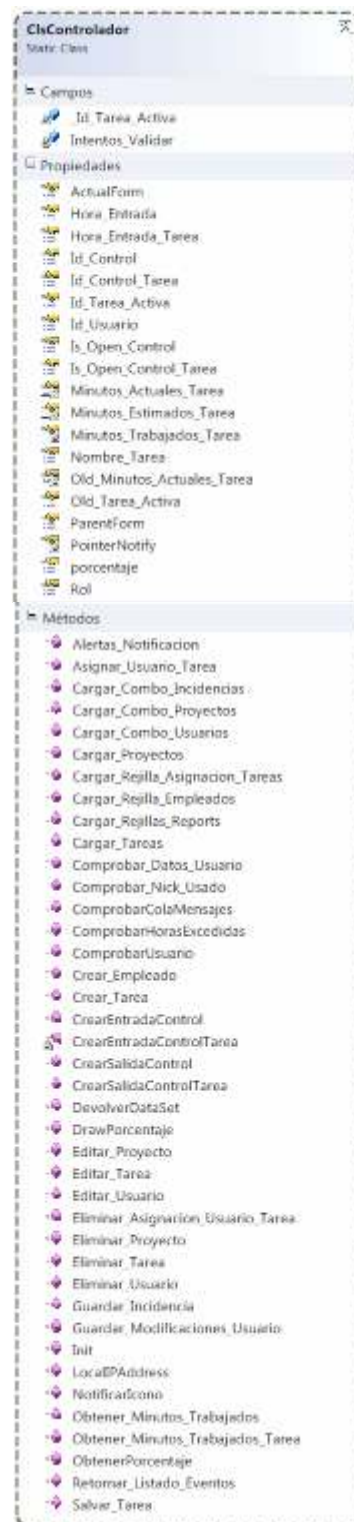 ClsControlador
Static Class
Campos
_Id_Tarea_Activa
Intentos_Validar
Propiedades
ActualForm
Hora_Entrada
Hora_Entrada_Tarea
Id_Control
Id_Control_Tarea
Id_Tarea_Activa
Id_Usuario
Is_Open_Control
Is_Open_Control_Tarea
Minutos_Actuales_Tarea
Minutos_Estimados_Tarea
Minutos_Trabajados_Tarea
Nombre_Tarea
Old_Minutos_Actuales_Tarea
Old_Tarea_Activa
ParentForm
PointerNotify
porcentaje
Rol
Métodos
Alertas_Notificacion
Asignar_Usuario_Tarea
Cargar_Combo_Incidencias
Cargar_Combo_Proyectos
Cargar_Combo_Usuarios
Cargar_Proyectos
Cargar_Rejilla_Asignacion_Tareas
Cargar_Rejilla_Empleados
Cargar_Rejillas_Reports
Cargar_Tareas
Comprobar_Datos_Usuario
Comprobar_Nick_Usado
ComprobarColaMensajes
ComprobarHorasExcedidas
ComprobarUsuario
Crear_Empleado
Crear_Tarea
CrearEntradaControl
CrearEntradaControlTarea
CrearSalidaControl
CrearSalidaControlTarea
DevolverDataSet
DrawPorcentaje
Editar_Proyecto
Editar_Tarea
Editar_Usuario
Eliminar_Asignacion_Usuario_Tarea
Eliminar_Proyecto
Eliminar_Tarea
Eliminar_Usuario
Guardar_Incidencia
Guardar_Modificaciones_Usuario
Init
LocalIPAddress
NotificarIcono
Obtener_Minutos_Trabajados
Obtener_Minutos_Trabajados_Tarea
ObtenerPorcentaje
Retornar_Listado_Eventos
Salvar_Tarea